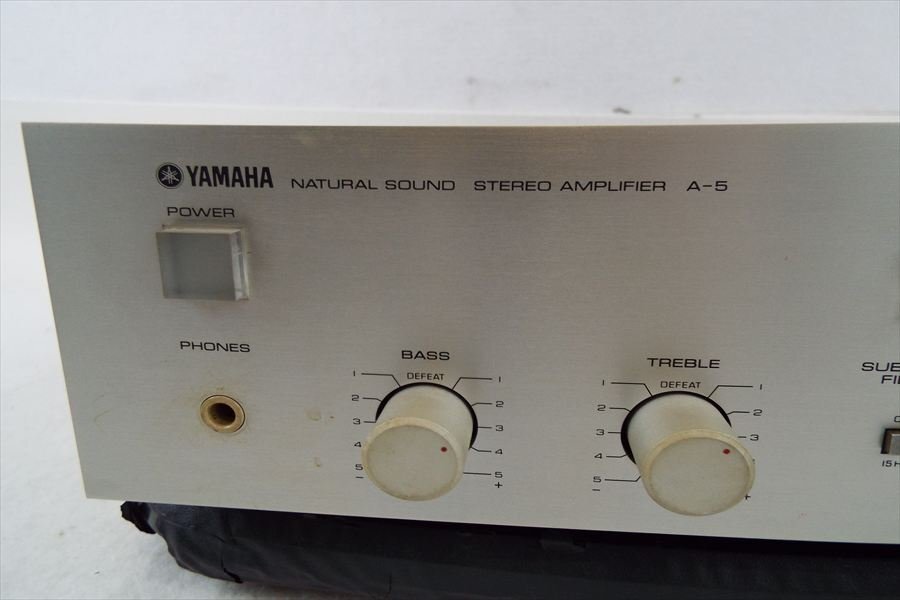 YAMAHA NATURAL SOUND STEREO AMPLIFIER A-5
POWER
PHONES
BASS
DEFEAT
1 1
2 2
3 3
4 4
5 5
- +
TREBLE
DEFEAT
1 1
2 2
3 3
4
5
- +